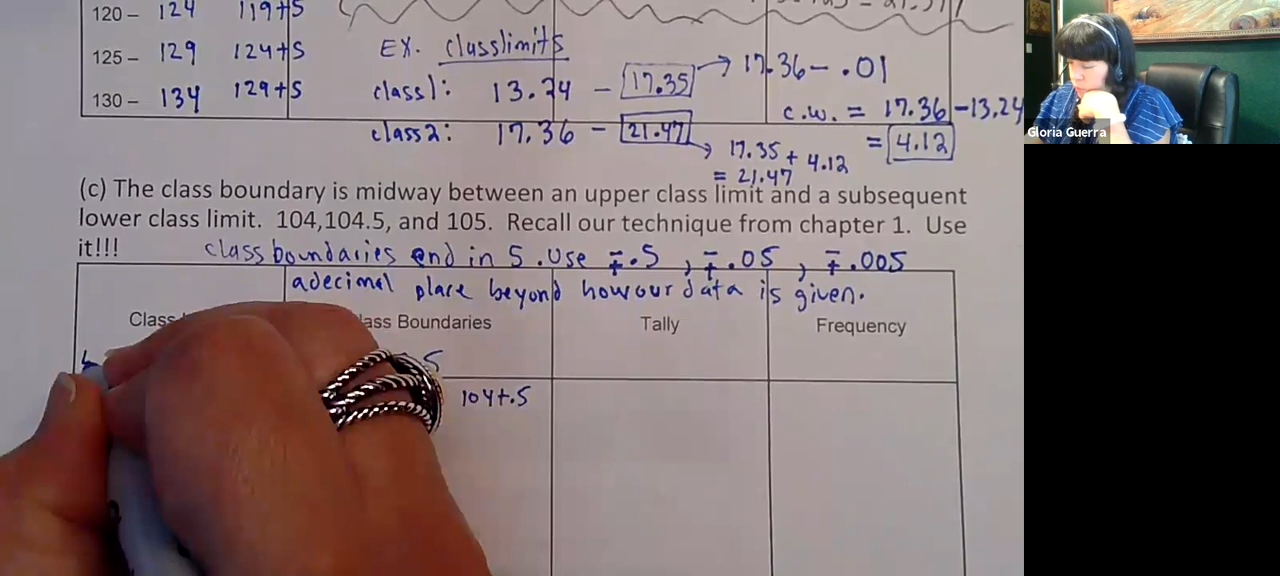 120 – 124 119+5
125 – 129 124+5
130 – 134 129+5
EX. classlimits
class1: 13.24 – 17.35 → 17.36 – .01
c.w. = 17.36 – 13.24
= 4.12
class2: 17.36 – 21.47 → 17.35 + 4.12
= 21.47
Gloria Guerra
(c) The class boundary is midway between an upper class limit and a subsequent
lower class limit. 104,104.5, and 105. Recall our technique from chapter 1. Use
it!!! class boundaries end in 5. Use ∓.5, ∓.05, ∓.005
a decimal place beyond how our data is given.
Boundaries Tally Frequency
104+.5